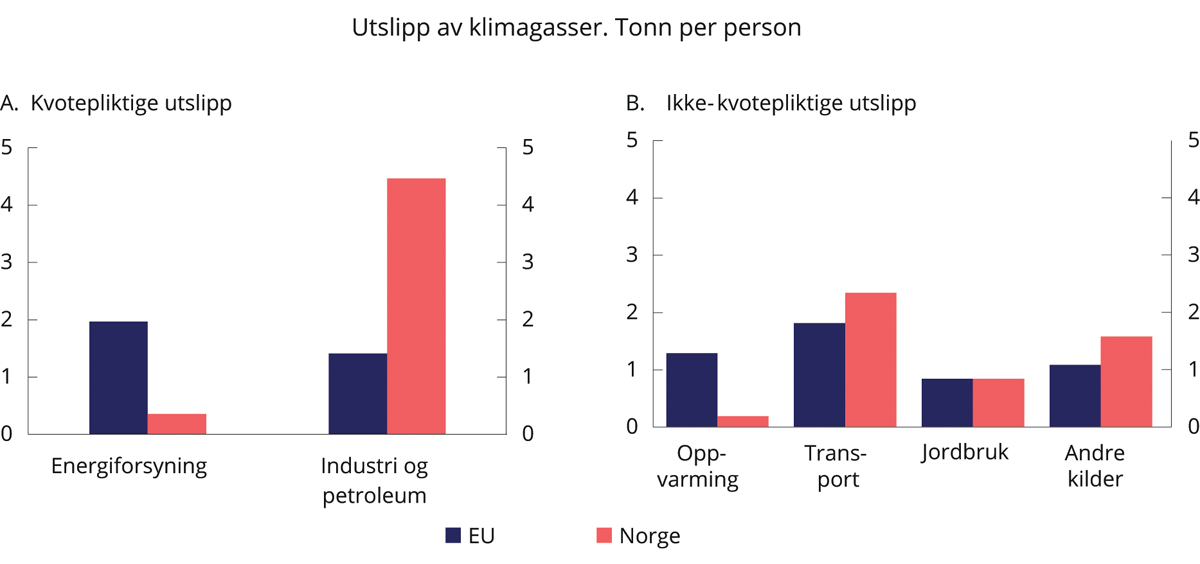 Utslipp av klimagasser. Tonn per person
A. Kvotepliktige utslipp
5 5
4 4
3 3
2 2
1 1
0 0
Energiforsyning
Industri og
petroleum
B. Ikke-kvotepliktige utslipp
5 5
4 4
3 3
2 2
1 1
0 0
Opp-
varming
Trans-
port
Jordbruk
Andre
kilder
EU Norge